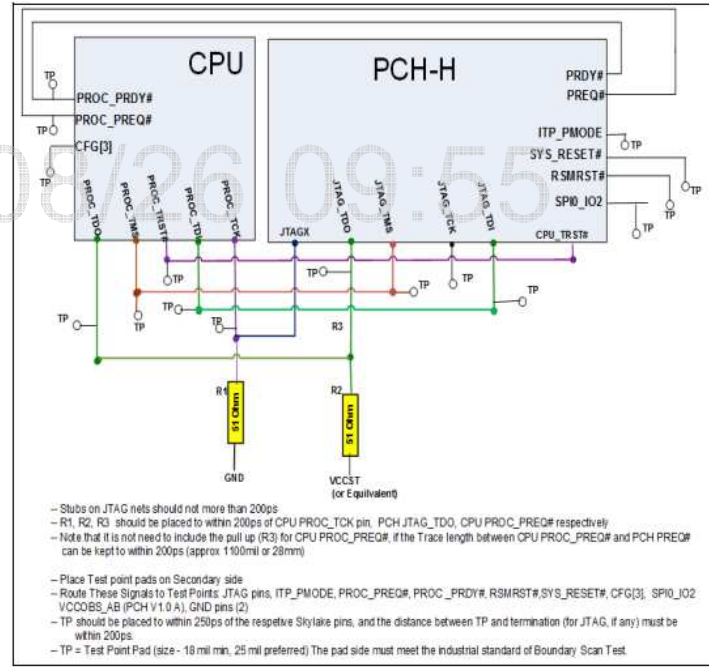 CPU
PCH-H
TP
PROC_PRDY#
PROC_PREQ#
TP
CFG[3]
TP
PRDY#
PREQ#
ITP_PMODE
TP
SYS_RESET#
RSMRST#
TP
SPI0_IO2
TP
TP
08/26 09:55
PROC_TDO
PROC_TMS
PROC_TRST#
PROC_TDI
PROC_TCK
JTAGX
JTAG_TDO
JTAG_TMS
JTAG_TCK
JTAG_TDI
CPU_TRST#
TP
TP
TP
TP
TP
TP
TP
TP
TP
R3
R1
51 Ohm
GND
R2
51 Ohm
VCCST
(or Equilvalent)
-- Stubs on JTAG nets should not more than 200ps
-- R1, R2, R3 should be placed to within 200ps of CPU PROC_TCK pin, PCH JTAG_TDO, CPU PROC_PREQ# respectively
-- Note that it is not need to include the pull up (R3) for CPU PROC_PREQ#, if the Trace length between CPU PROC_PREQ# and PCH PREQ#
can be kept to within 200ps (approx 1100mil or 28mm)
-- Place Test point pads on Secondary side
-- Route These Signals to Test Points: JTAG pins, ITP_PMODE, PROC_PREQ#, PROC_PRDY#, RSMRST#,SYS_RESET#, CFG[3], SPI0_IO2
VCCOBS_AB (PCH V1.0 A), GND pins (2)
-- TP should be placed to within 250ps of the respetive Skylake pins, and the distance between TP and termination (for JTAG, if any) must be
within 200ps.
-- TP = Test Point Pad (size - 18 mil min, 25 mil preferred) The pad side must meet the industrial standard of Boundary Scan Test